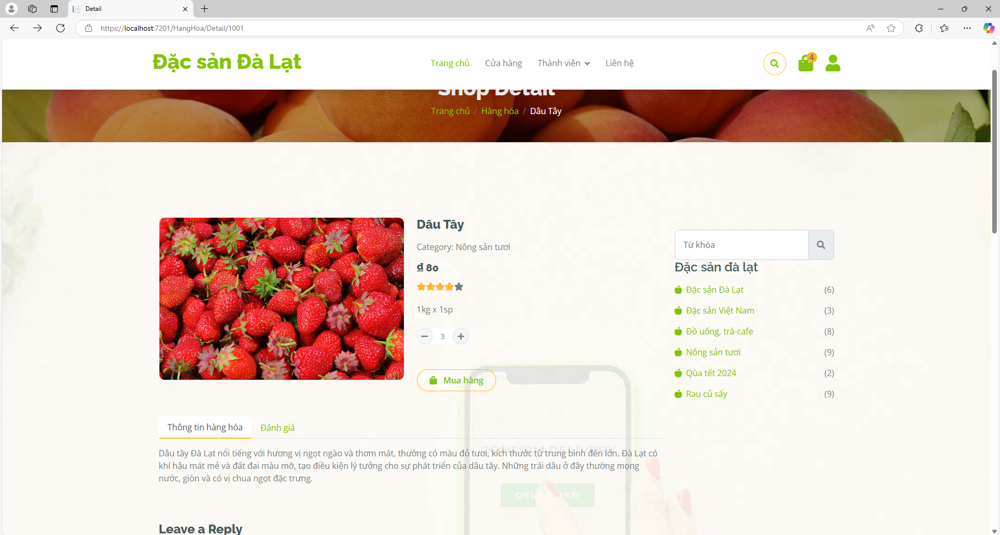 Detail
https://localhost:7201/HangHoa/Detail/1001
Đặc sản Đà Lạt
Trang chủ Cửa hàng Thành viên Liên hệ
4
Shop Detail
Trang chủ / Hàng hóa / Dâu Tây
Dâu Tây
Category: Nông sản tươi
₫ 80
1kg x 1sp
3
Mua hàng
Từ khóa
Đặc sản đà lạt
Đặc sản Đà Lạt (6)
Đặc sản Việt Nam (3)
Đồ uống, trà-cafe (8)
Nông sản tươi (9)
Qùa tết 2024 (2)
Rau củ sấy (9)
Thông tin hàng hóa Đánh giá
Dâu tây Đà Lạt nổi tiếng với hương vị ngọt ngào và thơm mát, thường có màu đỏ tươi, kích thước từ trung bình đến lớn. Đà Lạt có
khí hậu mát mẻ và đất đai màu mỡ, tạo điều kiện lý tưởng cho sự phát triển của dâu tây. Những trái dâu ở đây thường mọng
nước, giòn và có vị chua ngọt đặc trưng.
CONFIRM DELIVERY
Leave a Reply